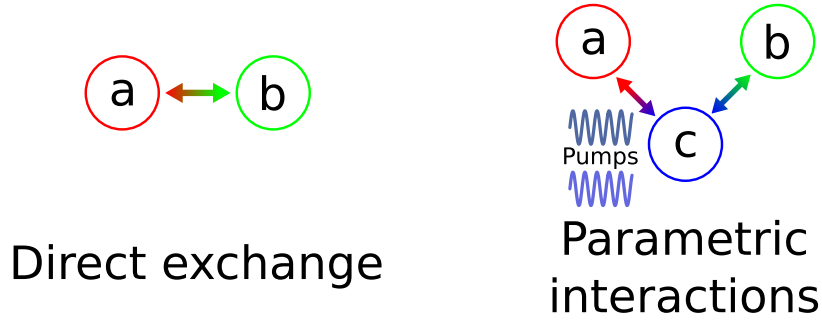 a
b
Direct exchange
a
b
c
Pumps
Parametric
interactions